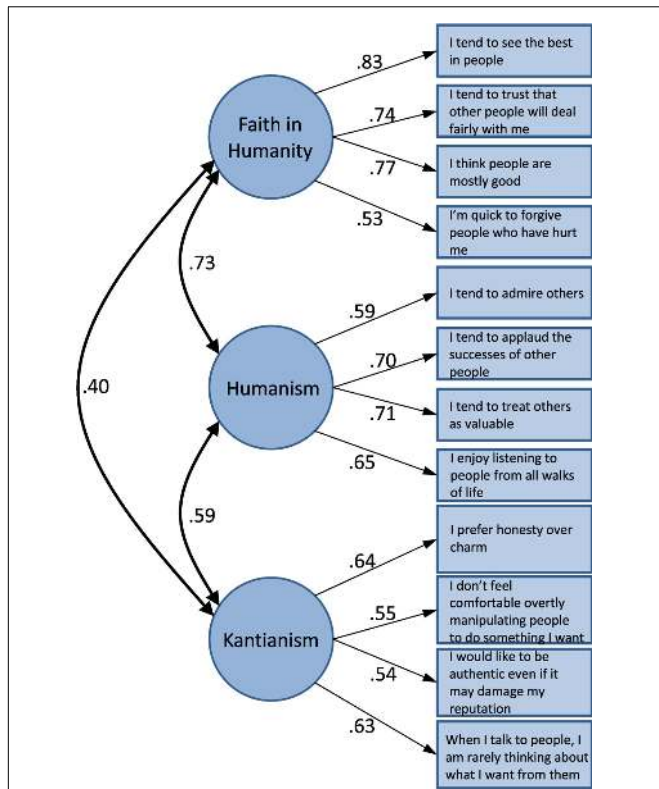 .83
I tend to see the best
in people
.74
I tend to trust that
other people will deal
fairly with me
Faith in
Humanity
.77
I think people are
mostly good
.53
I'm quick to forgive
people who have hurt
me
.73
.59
I tend to admire others
.70
I tend to applaud the
successes of other
people
.40
Humanism
.71
I tend to treat others
as valuable
.65
I enjoy listening to
people from all walks
of life
.59
.64
I prefer honesty over
charm
.55
I don't feel
comfortable overtly
manipulating people
to do something I want
Kantianism
.54
I would like to be
authentic even if it
may damage my
reputation
.63
When I talk to people, I
am rarely thinking about
what I want from them